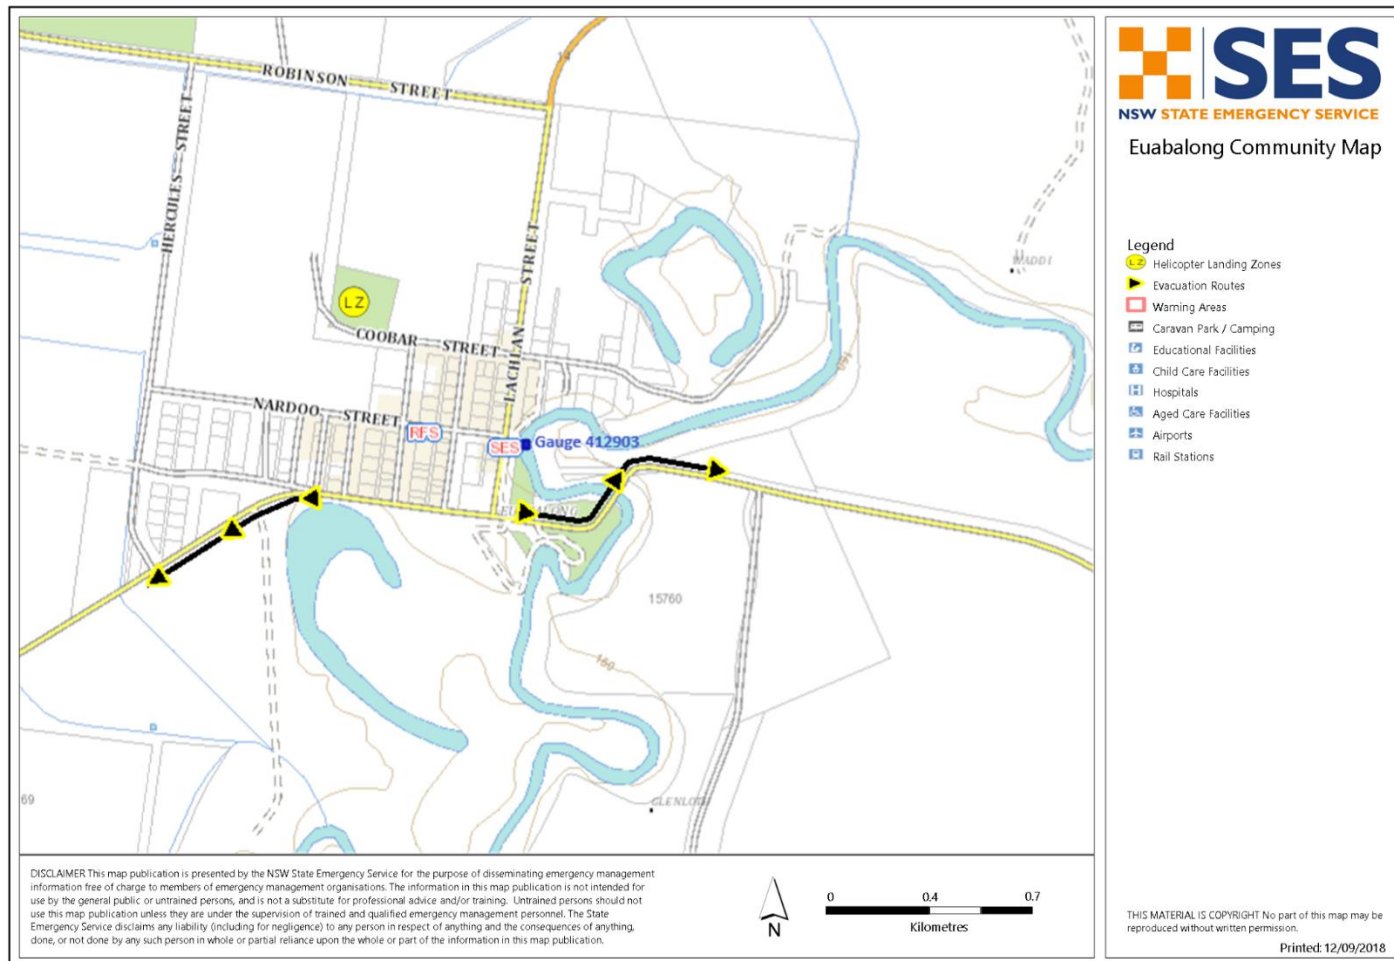 ROBINSON STREET
14
HERCULES STREET
LACHLAN STREET
WADDI
LZ
COOBAR STREET
160
NARDOO STREET
RFS
SES
Gauge 412903
EUABALONG
15760
160
69
GLENLOTH
SES
NSW STATE EMERGENCY SERVICE
Euabalong Community Map
Legend
LZ Helicopter Landing Zones
Evacuation Routes
Warning Areas
Caravan Park / Camping
Educational Facilities
Child Care Facilities
H Hospitals
Aged Care Facilities
Airports
Rail Stations
DISCLAIMER This map publication is presented by the NSW State Emergency Service for the purpose of disseminating emergency management
information free of charge to members of emergency management organisations. The information in this map publication is not intended for
use by the general public or untrained persons, and is not a substitute for professional advice and/or training. Untrained persons should not
use this map publication unless they are under the supervision of trained and qualified emergency management personnel. The State
Emergency Service disclaims any liability (including for negligence) to any person in respect of anything and the consequences of anything,
done, or not done by any such person in whole or partial reliance upon the whole or part of the information in this map publication.
N
0 0.4 0.7
Kilometres
THIS MATERIAL IS COPYRIGHT No part of this map may be
reproduced without written permission.
Printed: 12/09/2018